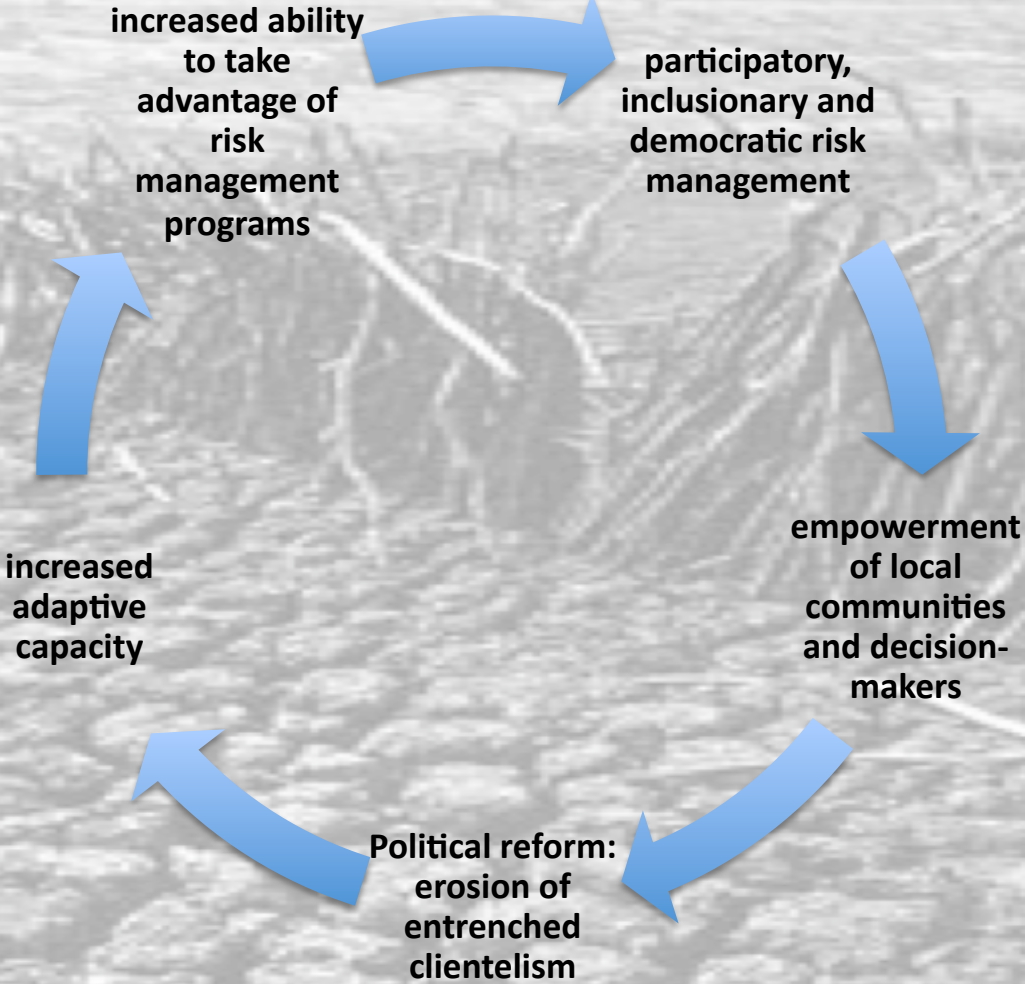 increased ability
to take
advantage of
risk
management
programs
participatory,
inclusionary and
democratic risk
management
empowerment
of local
communities
and decision-
makers
Political reform:
erosion of
entrenched
clientelism
increased
adaptive
capacity